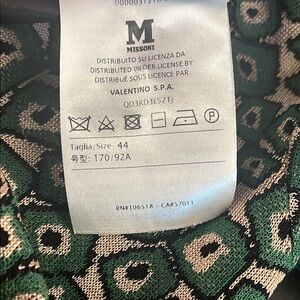 M
MISSONI
DISTRIBUITO SU LICENZA DA
DISTRIBUTED UNDER LICENSE BY
DISTRIBUÉ SOUS LICENCE PAR
VALENTINO S.P.A.
QD3KD3E52TJ
P
Taglia/Size 44
号型: 170/92A
RN#106518 - CA#57011